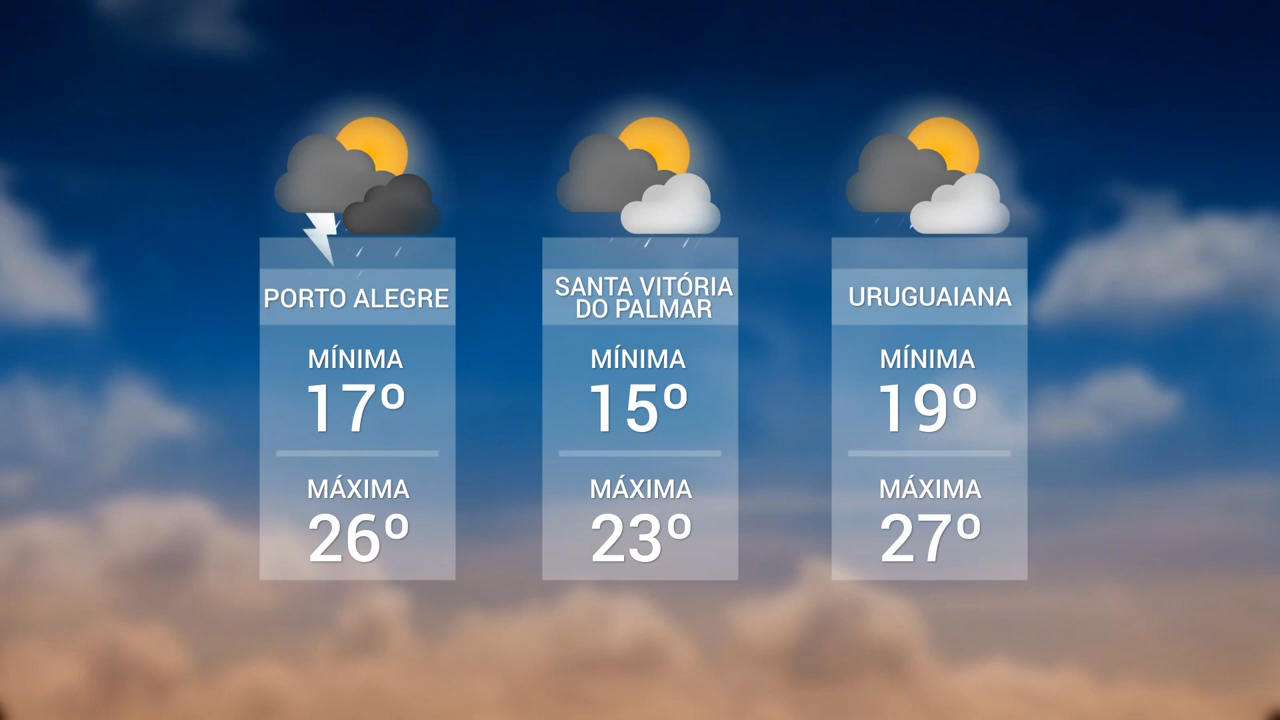 PORTO ALEGRE
MÍNIMA
17º
MÁXIMA
26º
SANTA VITÓRIA
DO PALMAR
MÍNIMA
15º
MÁXIMA
23º
URUGUAIANA
MÍNIMA
19º
MÁXIMA
27º